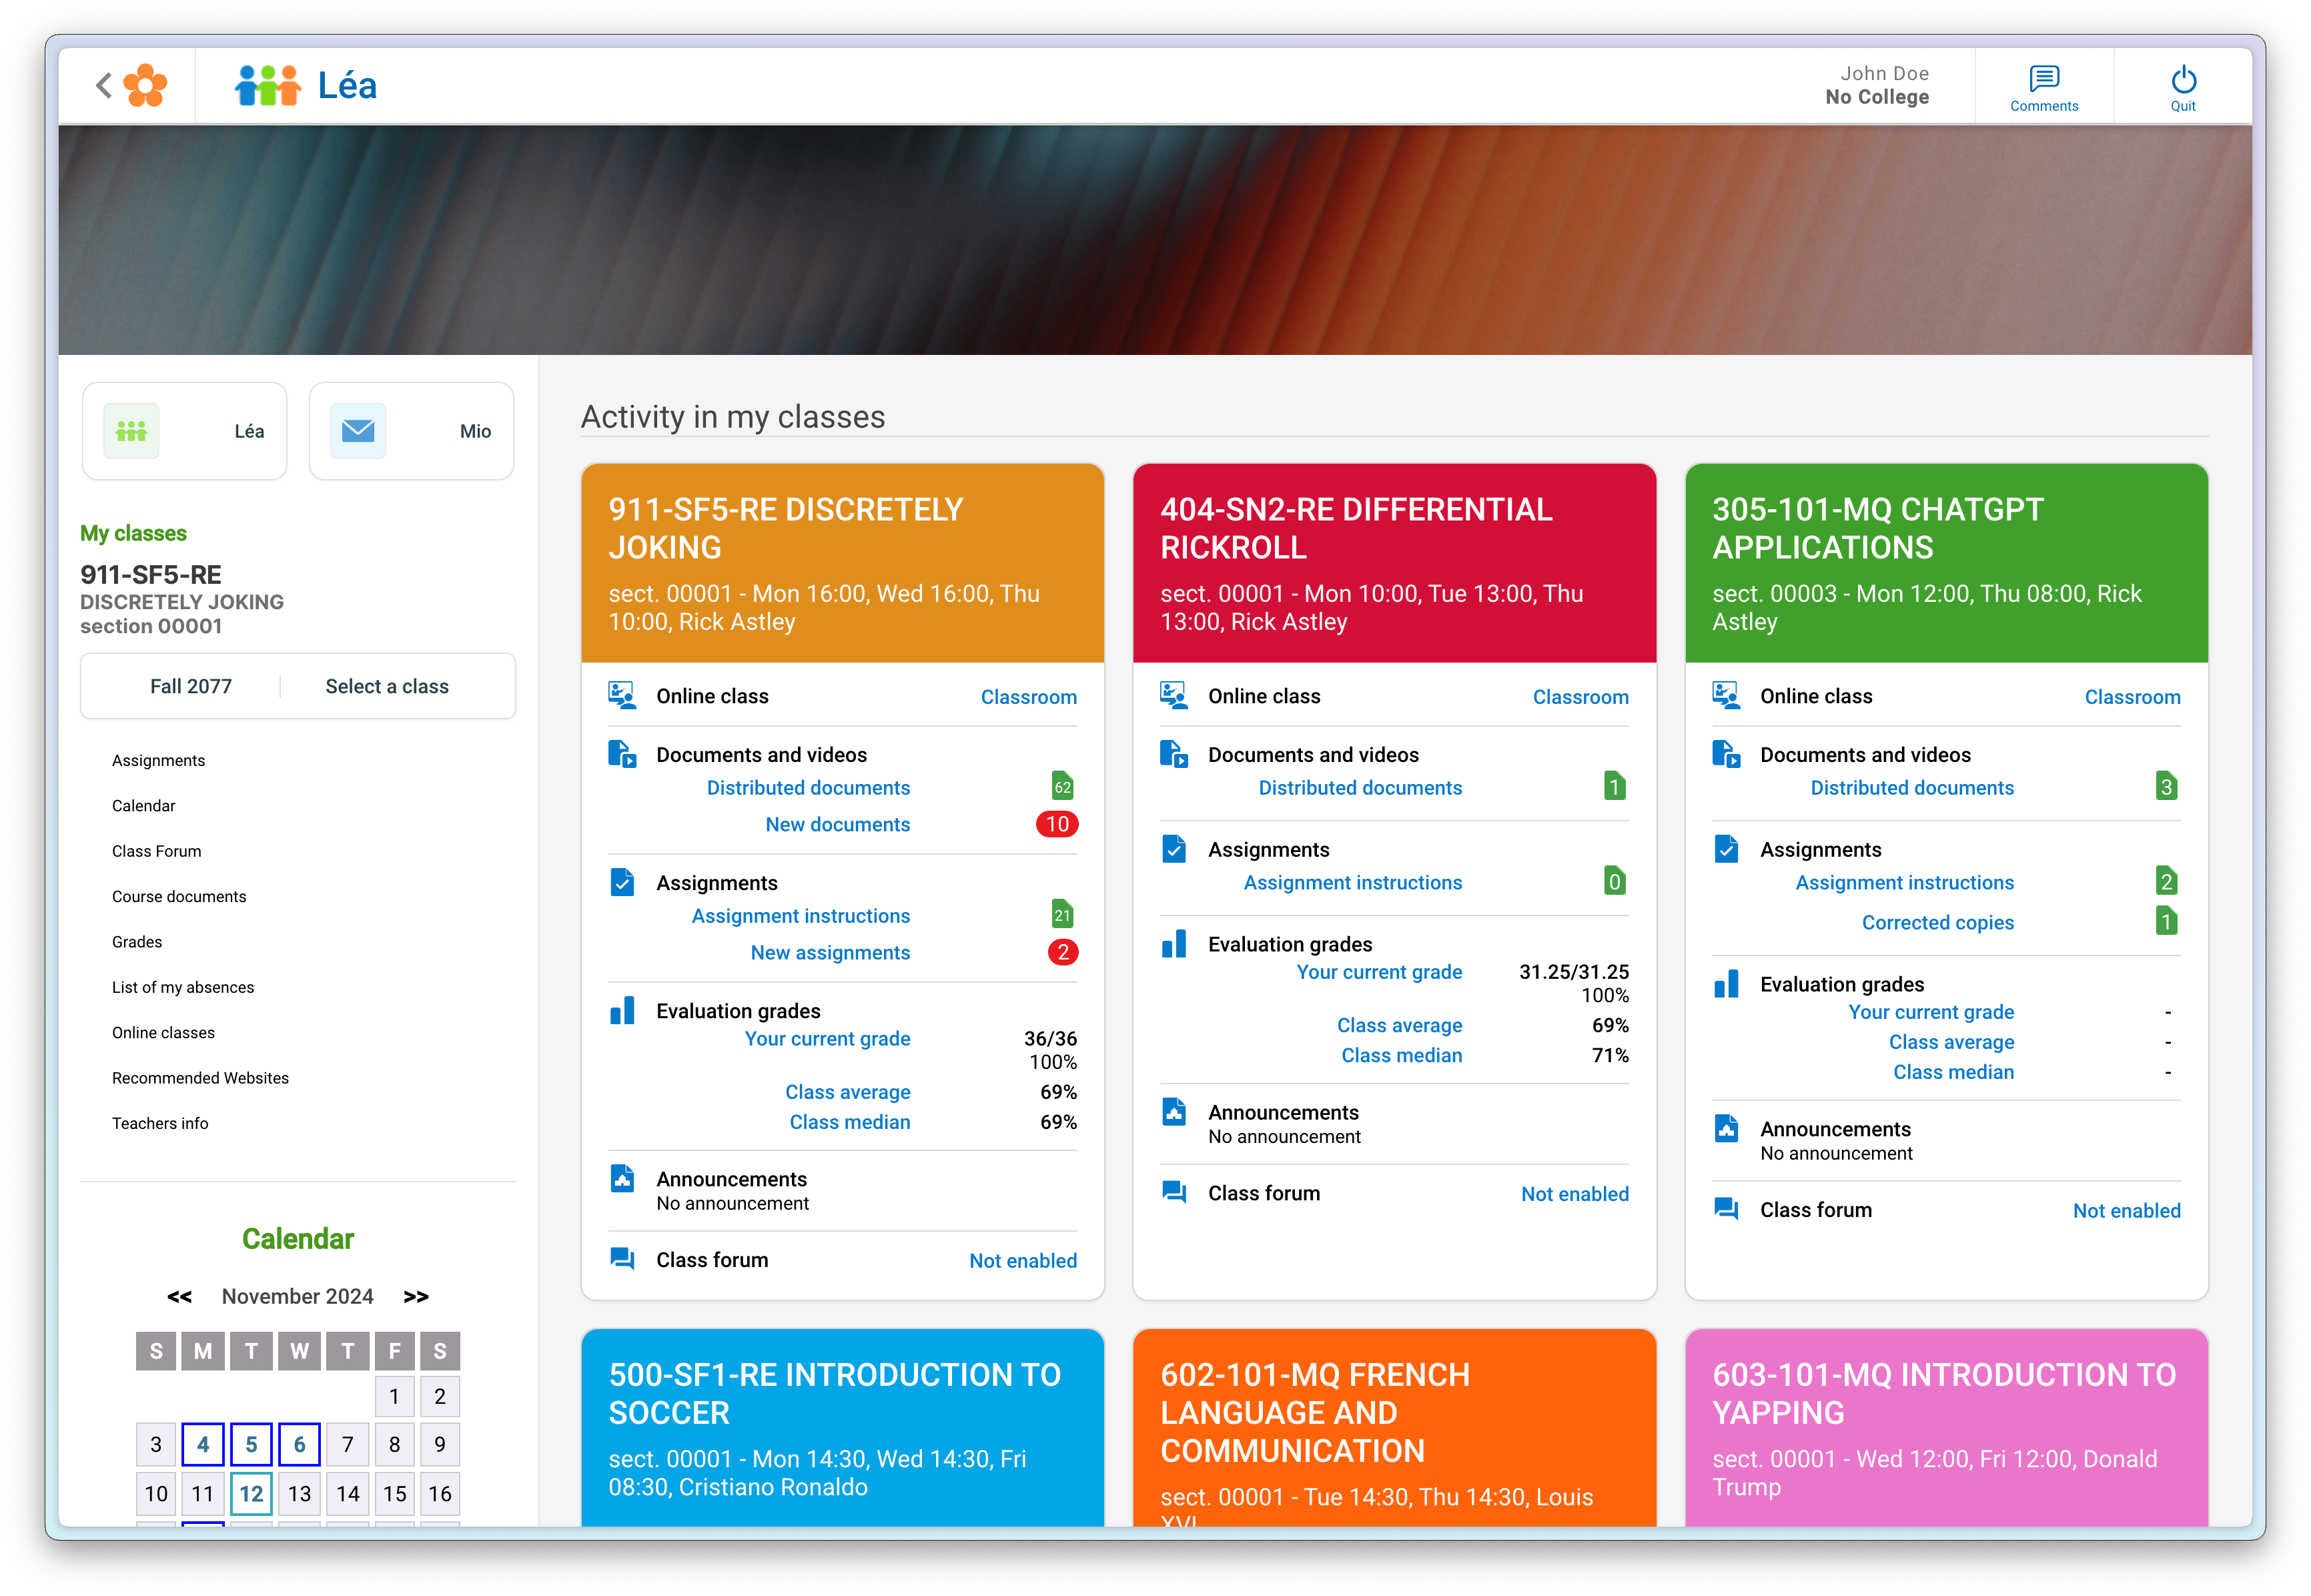 Léa
John Doe
No College
Comments
Quit
Léa
Mio
My classes
911-SF5-RE
DISCRETELY JOKING
section 00001
Fall 2077
Select a class
Assignments
Calendar
Class Forum
Course documents
Grades
List of my absences
Online classes
Recommended Websites
Teachers info
Calendar
<< November 2024 >>
S M T W T F S
1 2
3 4 5 6 7 8 9
10 11 12 13 14 15 16
Activity in my classes
911-SF5-RE DISCRETELY
JOKING
sect. 00001 - Mon 16:00, Wed 16:00, Thu
10:00, Rick Astley
Online class Classroom
Documents and videos
Distributed documents 62
New documents 10
Assignments
Assignment instructions 21
New assignments 2
Evaluation grades
Your current grade 36/36
100%
Class average 69%
Class median 69%
Announcements
No announcement
Class forum Not enabled
404-SN2-RE DIFFERENTIAL
RICKROLL
sect. 00001 - Mon 10:00, Tue 13:00, Thu
13:00, Rick Astley
Online class Classroom
Documents and videos
Distributed documents 1
Assignments
Assignment instructions 0
Evaluation grades
Your current grade 31.25/31.25
100%
Class average 69%
Class median 71%
Announcements
No announcement
Class forum Not enabled
305-101-MQ CHATGPT
APPLICATIONS
sect. 00003 - Mon 12:00, Thu 08:00, Rick
Astley
Online class Classroom
Documents and videos
Distributed documents 3
Assignments
Assignment instructions 2
Corrected copies 1
Evaluation grades
Your current grade -
Class average -
Class median -
Announcements
No announcement
Class forum Not enabled
500-SF1-RE INTRODUCTION TO
SOCCER
sect. 00001 - Mon 14:30, Wed 14:30, Fri
08:30, Cristiano Ronaldo
602-101-MQ FRENCH
LANGUAGE AND
COMMUNICATION
sect. 00001 - Tue 14:30, Thu 14:30, Louis
XVI
603-101-MQ INTRODUCTION TO
YAPPING
sect. 00001 - Wed 12:00, Fri 12:00, Donald
Trump